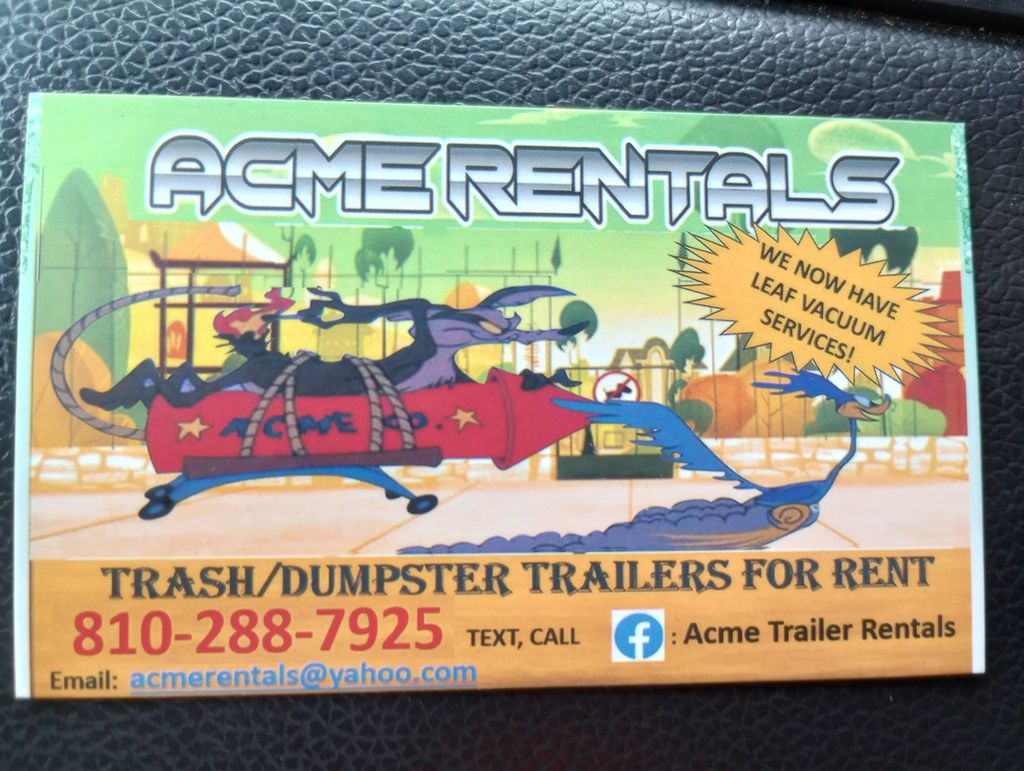 ACME RENTALS
WE NOW HAVE
LEAF VACUUM
SERVICES!
ACME CO.
TRASH/DUMPSTER TRAILERS FOR RENT
810-288-7925 TEXT, CALL f : Acme Trailer Rentals
Email: acmerentals@yahoo.com